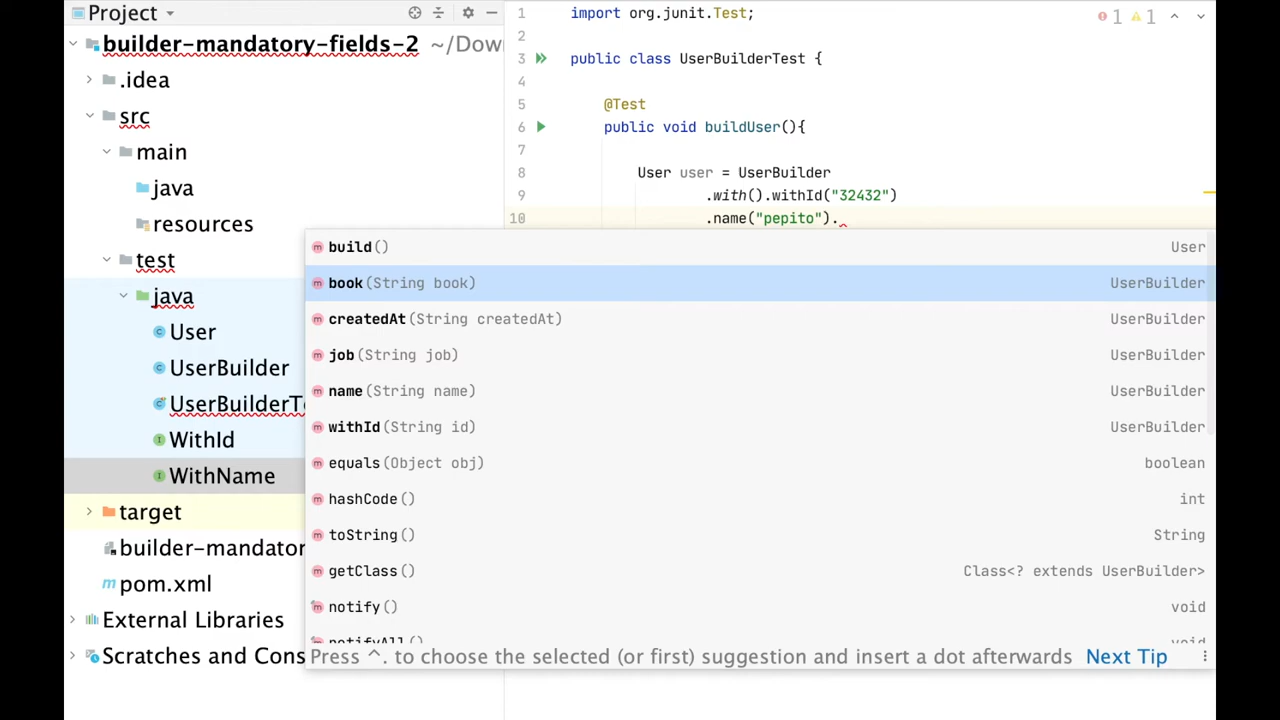 Project
builder-mandatory-fields-2 ~/Dow
.idea
src
main
java
resources
test
java
User
UserBuilder
UserBuilderTe
WithId
WithName
target
builder-mandator
pom.xml
External Libraries
Scratches and Cons
1 import org.junit.Test;
1 1
2
3 public class UserBuilderTest {
4
5 @Test
6 public void buildUser(){
7
8 User user = UserBuilder
9 .with().withId("32432")
10 .name("pepito").
build() User
book(String book) UserBuilder
createdAt(String createdAt) UserBuilder
job(String job) UserBuilder
name(String name) UserBuilder
withId(String id) UserBuilder
equals(Object obj) boolean
hashCode() int
toString() String
getClass() Class<? extends UserBuilder>
notify() void
notifyAll() void
Press ^. to choose the selected (or first) suggestion and insert a dot afterwards Next Tip